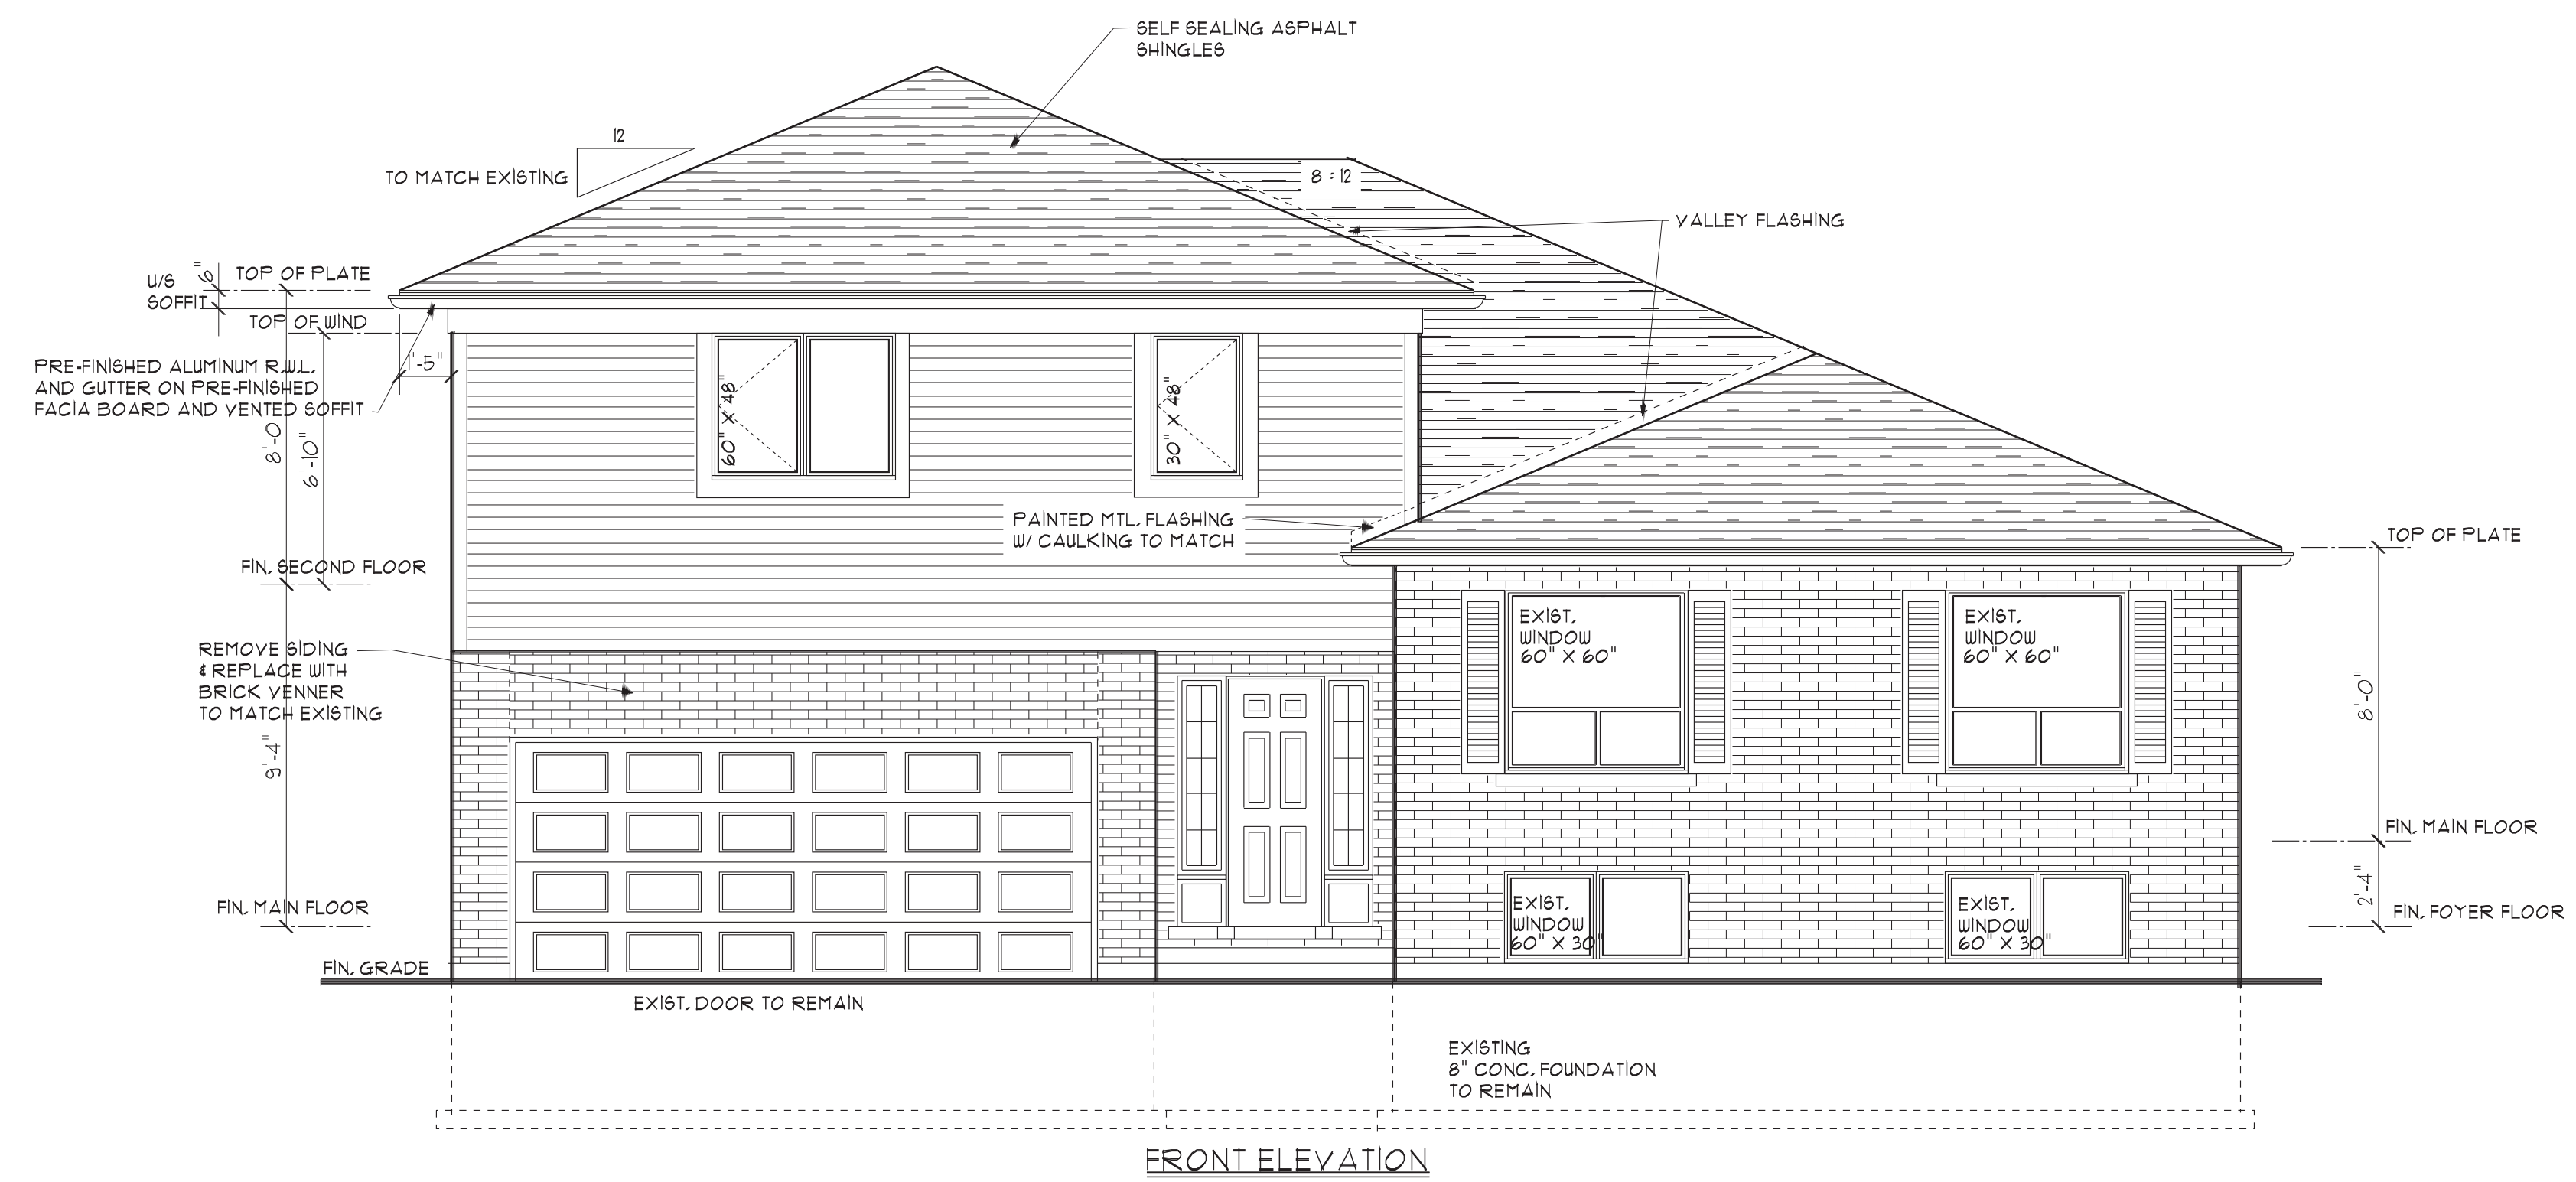 SELF SEALING ASPHALT
SHINGLES
12
TO MATCH EXISTING
8 : 12
VALLEY FLASHING
6"
U/S
SOFFIT
TOP OF PLATE
TOP OF WIND
1'-5"
PRE-FINISHED ALUMINUM R.W.L.
AND GUTTER ON PRE-FINISHED
FACIA BOARD AND VENTED SOFFIT
8'-0"
6'-10"
60" X 48"
30" X 48"
PAINTED MTL. FLASHING
W/ CAULKING TO MATCH
TOP OF PLATE
FIN. SECOND FLOOR
REMOVE SIDING
& REPLACE WITH
BRICK VENNER
TO MATCH EXISTING
9'-4"
EXIST.
WINDOW
60" X 60"
EXIST.
WINDOW
60" X 60"
8'-0"
FIN. MAIN FLOOR
2'-4"
FIN. MAIN FLOOR
EXIST.
WINDOW
60" X 30"
EXIST.
WINDOW
60" X 30"
FIN. FOYER FLOOR
FIN. GRADE
EXIST. DOOR TO REMAIN
EXISTING
8" CONC. FOUNDATION
TO REMAIN
FRONT ELEVATION